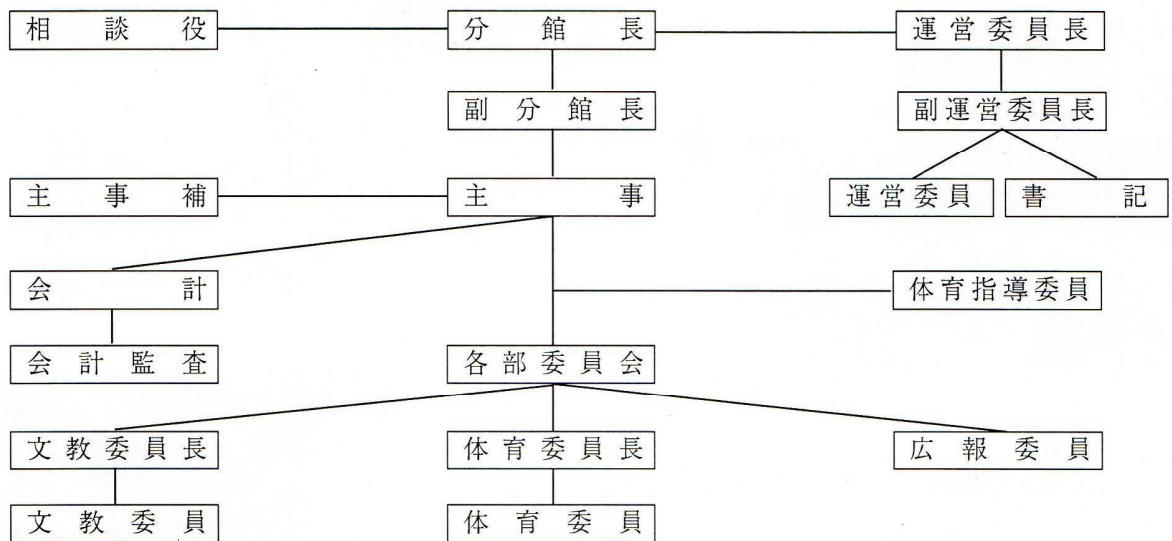 相談役 分館長 運営委員長
副分館長 副運営委員長
主事補 主事 運営委員 書記
会計 体育指導委員
会計監査 各部委員会
文教委員長 体育委員長 広報委員
文教委員 体育委員